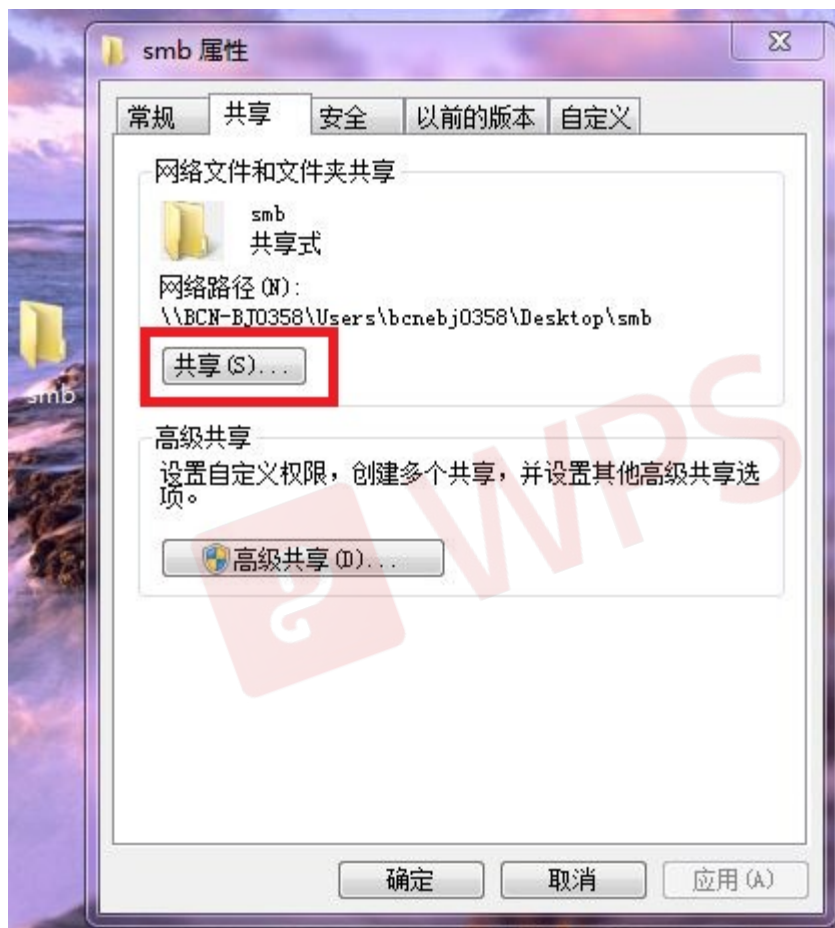 smb 属性
常规 共享 安全 以前的版本 自定义
网络文件和文件夹共享
smb
共享式
网络路径(N):
\\BCN-BJ0358\Users\bcnebj0358\Desktop\smb
共享(S)...
smb
高级共享
设置自定义权限，创建多个共享，并设置其他高级共享选
项。
高级共享(D)...
WPS
确定 取消 应用(A)